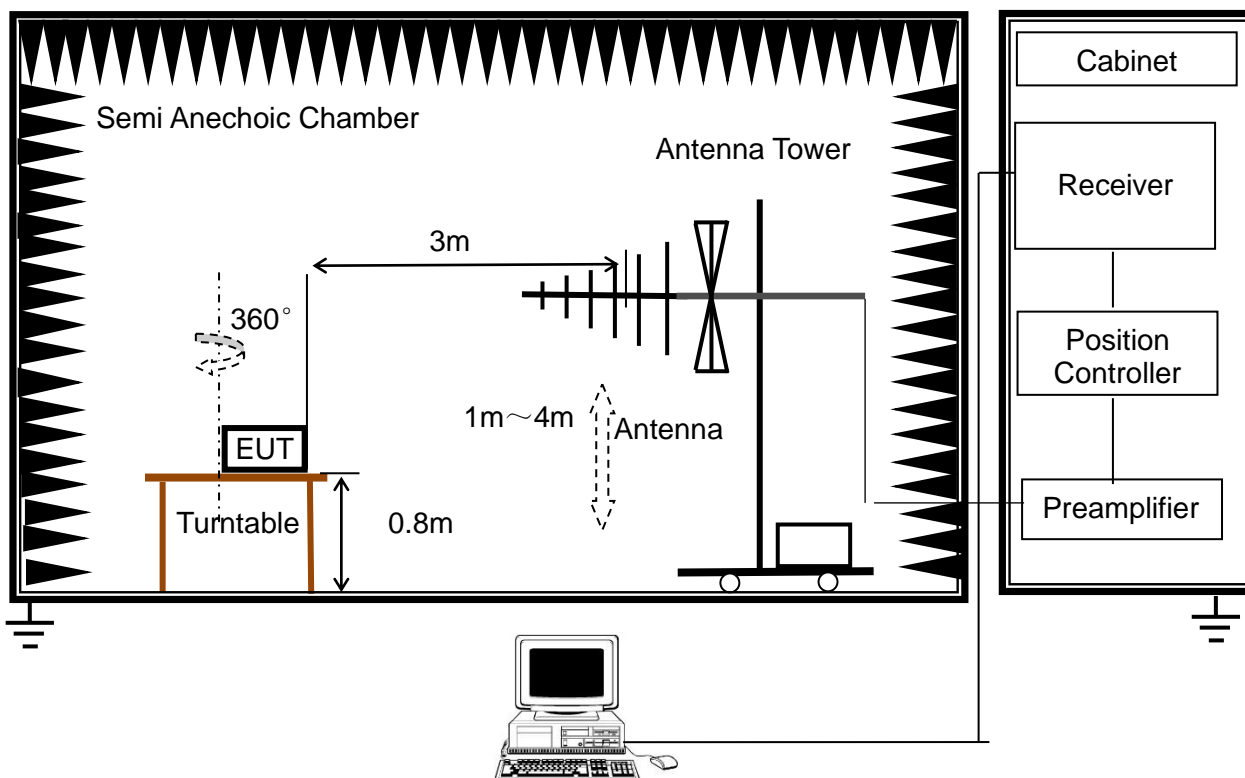 Semi Anechoic Chamber
Antenna Tower
3m
360°
1m～4m
Antenna
EUT
Turntable
0.8m
Cabinet
Receiver
Position
Controller
Preamplifier